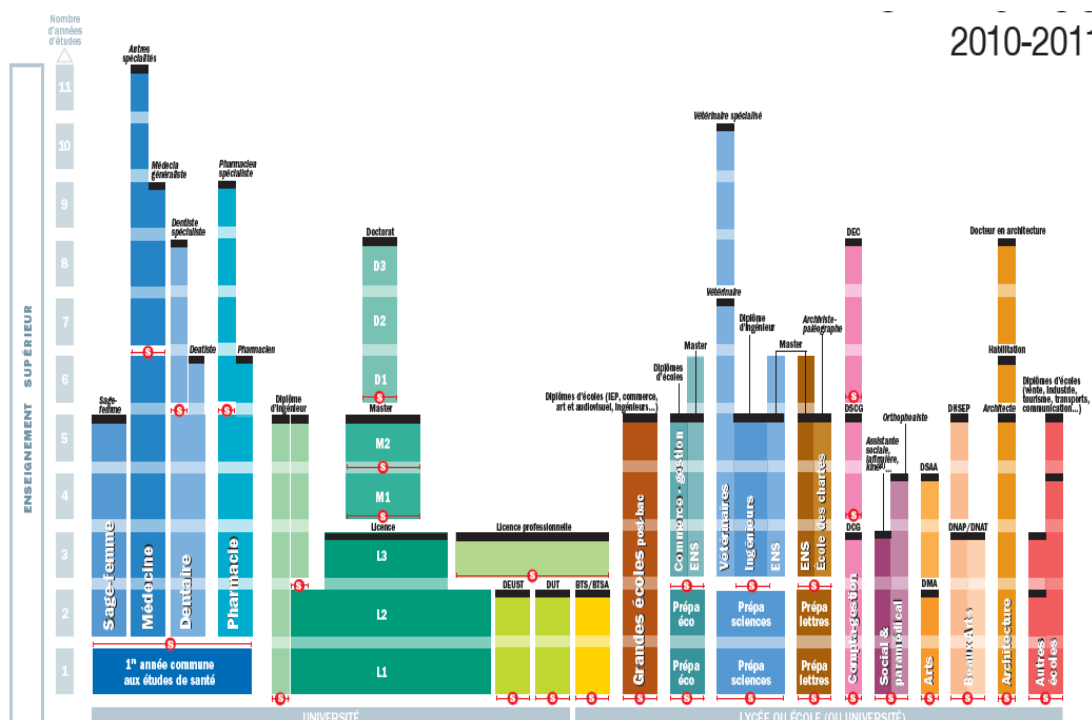 Nombre
d'années
d'études
2010-2011
11
10
9
8
7
6
5
4
3
2
1
ENSEIGNEMENT SUPÉRIEUR
Autres
spécialités
Médecin
généraliste
Pharmacien
spécialiste
Dentiste
spécialiste
Dentiste
Pharmacien
Sage-
femme
Sage-femme
Médecine
Dentaire
Pharmacie
S
S
S
S
1re année commune
aux études de santé
Diplôme
d'ingénieur
S
S
Doctorat
D3
D2
D1
S
Master
M2
S
M1
S
Licence
L3
L2
L1
Licence professionnelle
S
DEUST
S
DUT
S
BTS/BTSA
S
Diplômes d'écoles (IEP, commerce,
art et audiovisuel, ingénieurs...)
Grandes écoles post-bac
S
Diplômes
d'écoles
Master
Commerce - gestion
ENS
S
Prépa
éco
Prépa
éco
S
Vétérinaire spécialisé
Vétérinaire
Diplôme
d'ingénieur
Master
Vétérinaires
Ingénieurs
ENS
S
Prépa
sciences
Prépa
sciences
S
Archiviste-
paléographe
ENS
École des chartes
S
Prépa
lettres
Prépa
lettres
S
DEC
S
DSCG
S
DCG
Compta-gestion
S
Orthophoniste
Assistante
sociale,
infirmière,
kiné
Social &
paramédical
S
DSAA
DMA
Arts
S
DNSEP
DNAP/DNAT
Beaux Arts
S
Docteur en architecture
Habilitation
Architecte
Architecture
S
Diplômes d'écoles
(vente, industrie,
tourisme, transports,
communication...)
Autres
écoles
S
UNIVERSITÉ
LYCÉE OU ÉCOLE (OU UNIVERSITÉ)